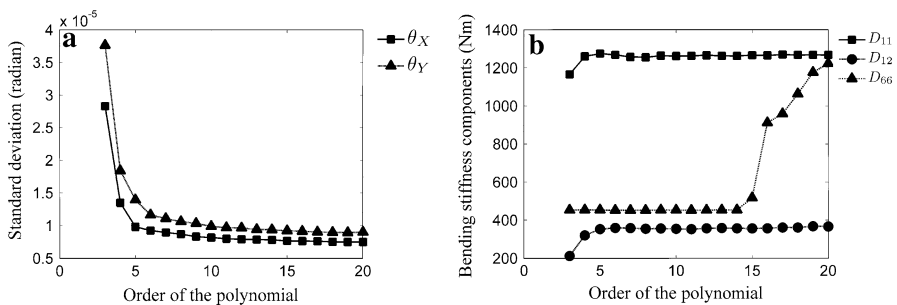 x 10⁻⁵
a
4
3.5
3
2.5
2
1.5
1
0.5
0 5 10 15 20
Order of the polynomial
Standard deviation (radian)
θX
θY
b
1400
1200
1000
800
600
400
200
0 5 10 15 20
Order of the polynomial
Bending stiffness components (Nm)
D11
D12
D66